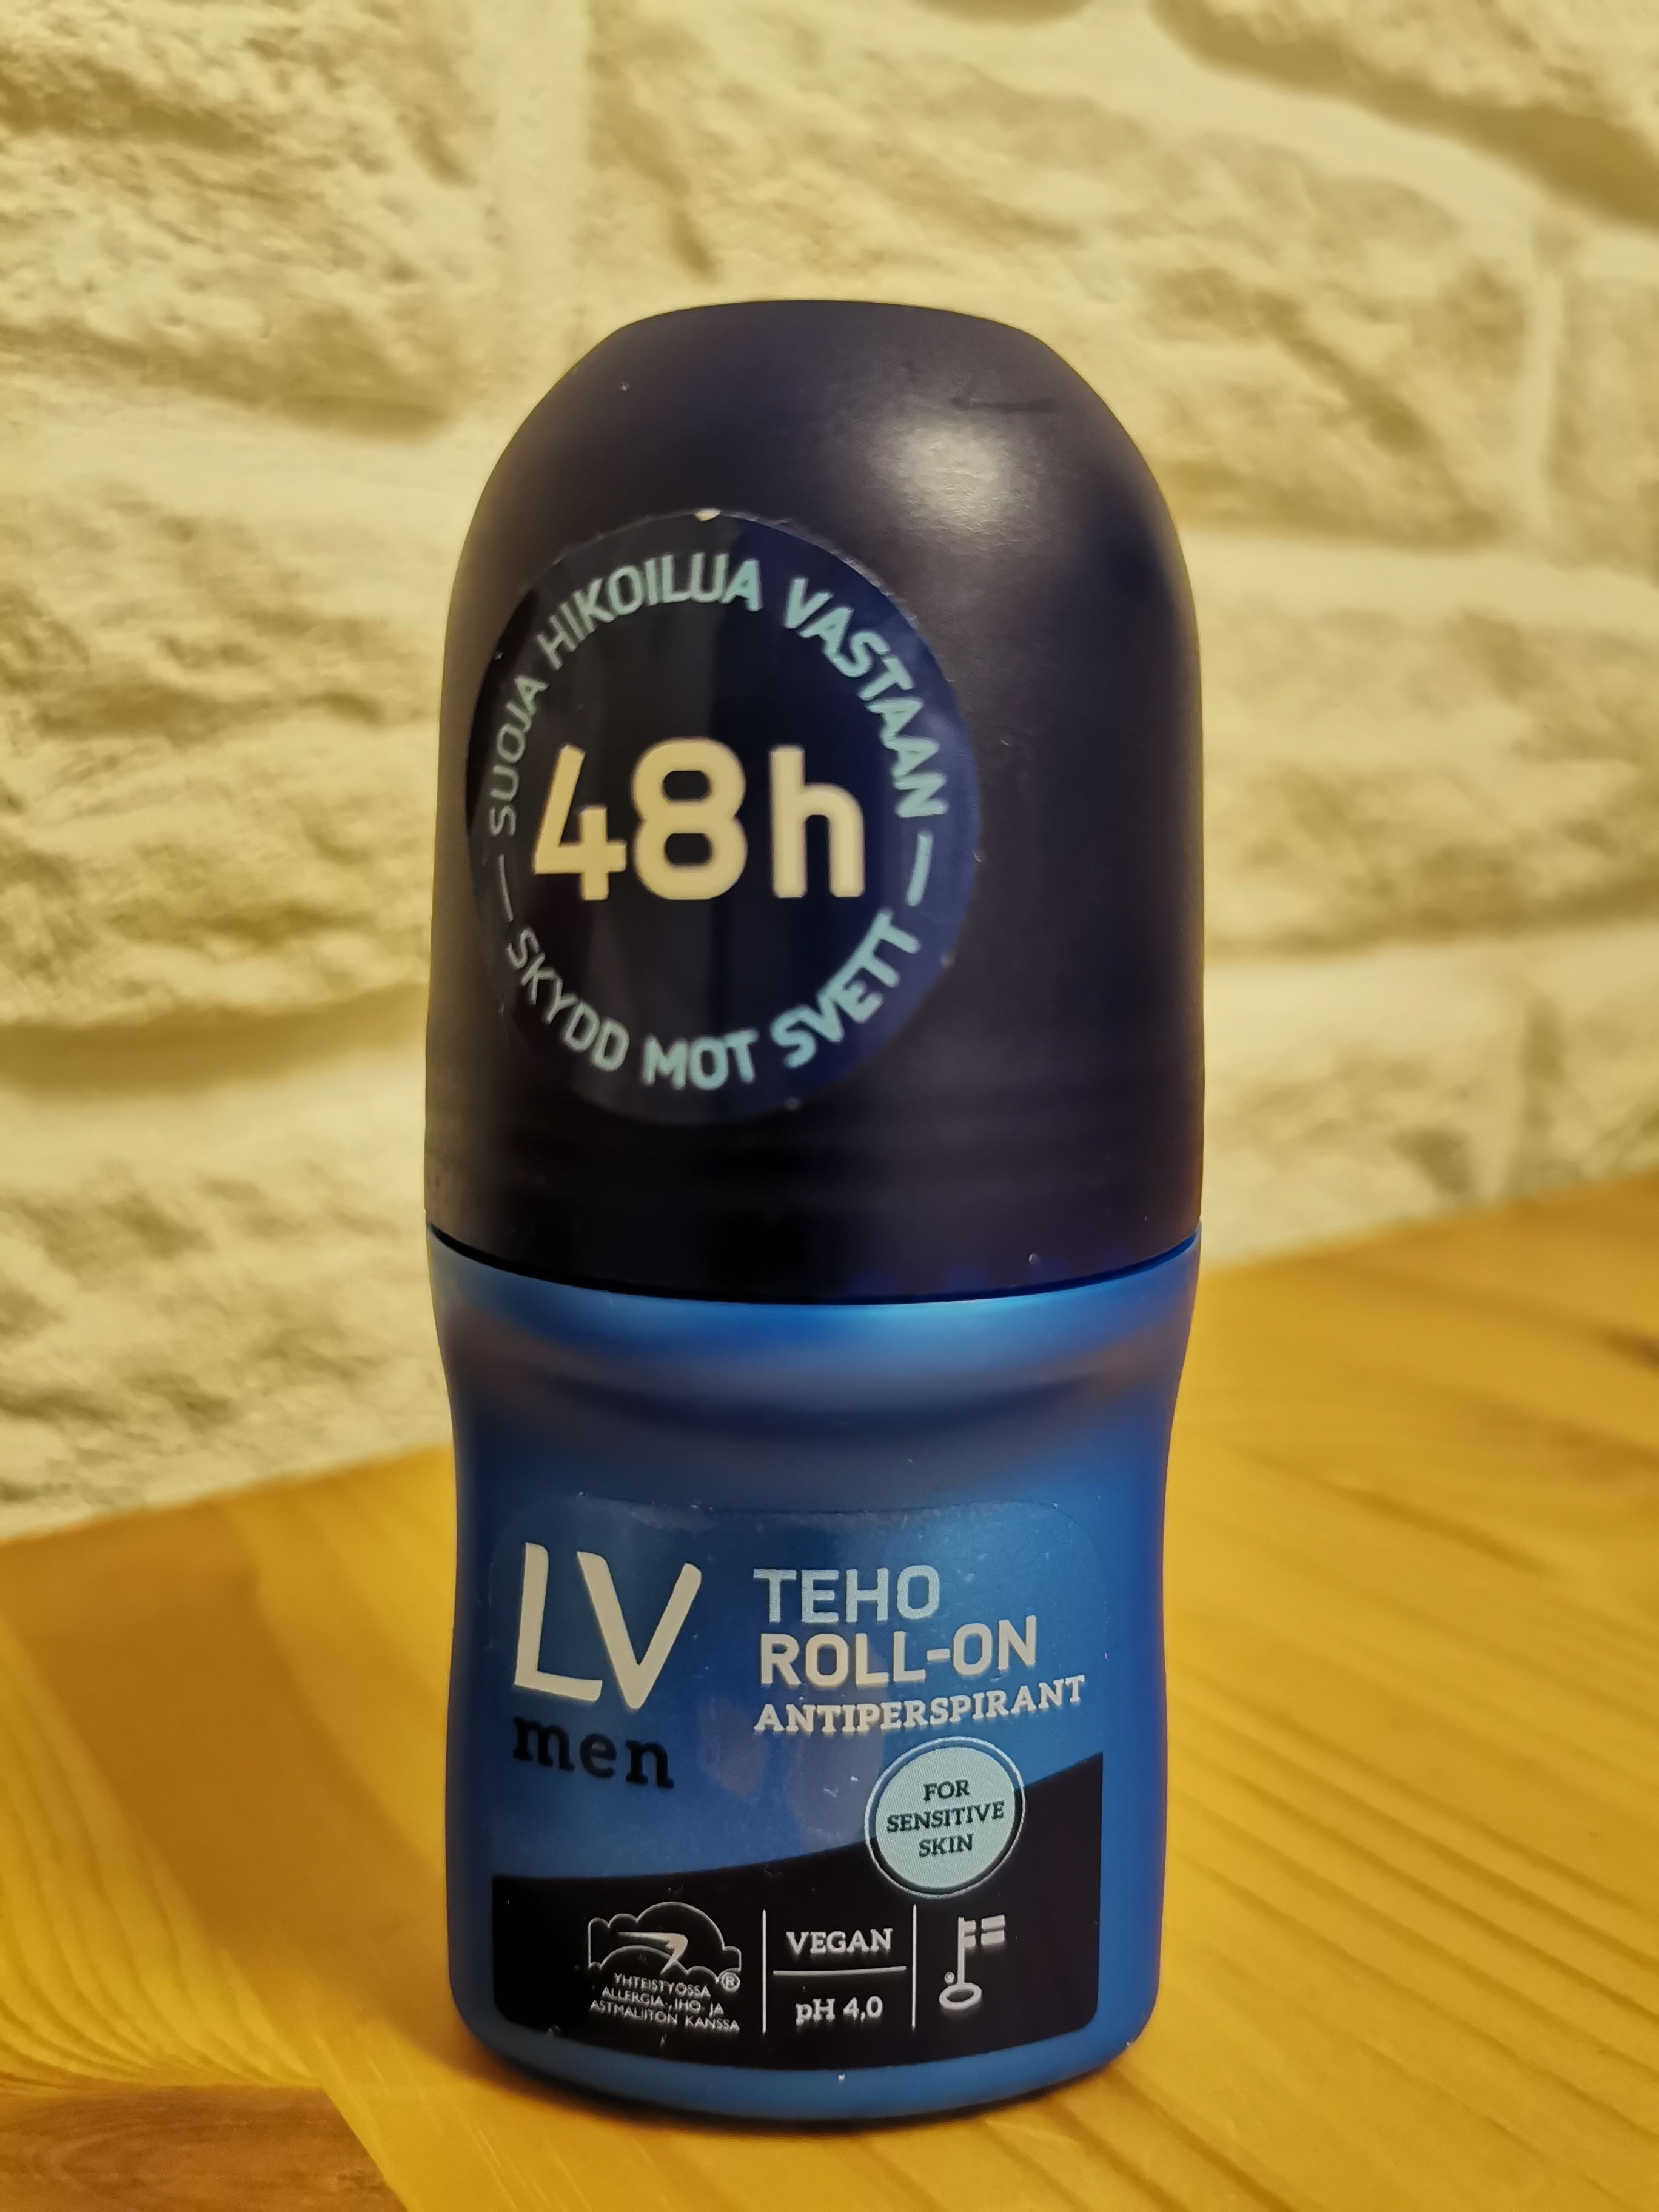 SUOJA HIKOILUA VASTAAN
48h
SKYDD MOT SVETT
LV
men
TEHO
ROLL-ON
ANTIPERSPIRANT
FOR
SENSITIVE
SKIN
YHTEISTYÖSSÄ
ALLERGIA-, IHO- JA
ASTMALIITON KANSSA
®
VEGAN
pH 4,0